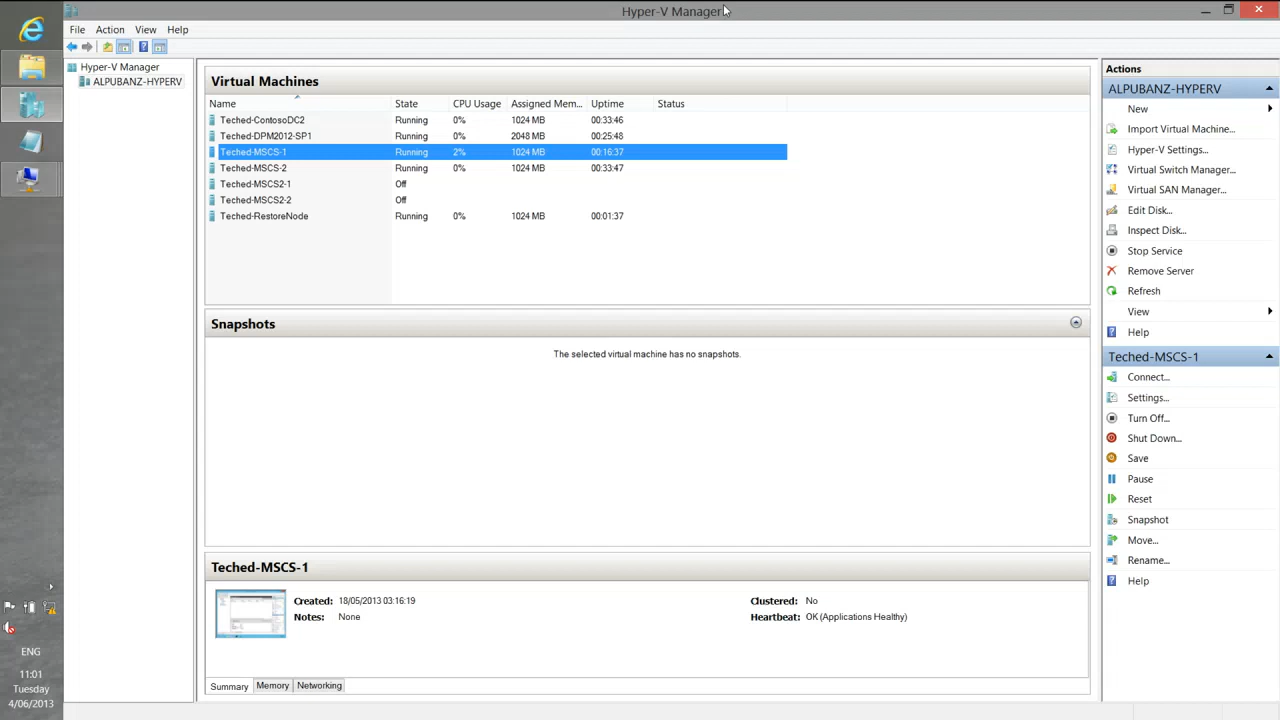 Hyper-V Manager
File Action View Help
Hyper-V Manager
ALPUBANZ-HYPERV
Virtual Machines
Name State CPU Usage Assigned Mem... Uptime Status
Teched-ContosoDC2 Running 0% 1024 MB 00:33:46
Teched-DPM2012-SP1 Running 0% 2048 MB 00:25:48
Teched-MSCS-1 Running 2% 1024 MB 00:16:37
Teched-MSCS-2 Running 0% 1024 MB 00:33:47
Teched-MSCS2-1 Off
Teched-MSCS2-2 Off
Teched-RestoreNode Running 0% 1024 MB 00:01:37
Snapshots
The selected virtual machine has no snapshots.
Teched-MSCS-1
Created: 18/05/2013 03:16:19 Clustered: No
Notes: None Heartbeat: OK (Applications Healthy)
Summary Memory Networking
Actions
ALPUBANZ-HYPERV
New
Import Virtual Machine...
Hyper-V Settings...
Virtual Switch Manager...
Virtual SAN Manager...
Edit Disk...
Inspect Disk...
Stop Service
Remove Server
Refresh
View
Help
Teched-MSCS-1
Connect...
Settings...
Turn Off...
Shut Down...
Save
Pause
Reset
Snapshot
Move...
Rename...
Help
ENG
11:01
Tuesday
4/06/2013